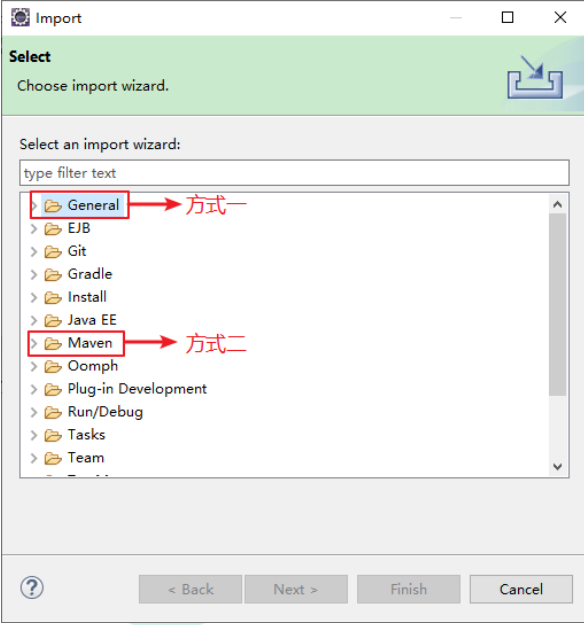 Import
Select
Choose import wizard.
Select an import wizard:
type filter text
General 方式一
EJB
Git
Gradle
Install
Java EE
Maven 方式二
Oomph
Plug-in Development
Run/Debug
Tasks
Team
? < Back Next > Finish Cancel